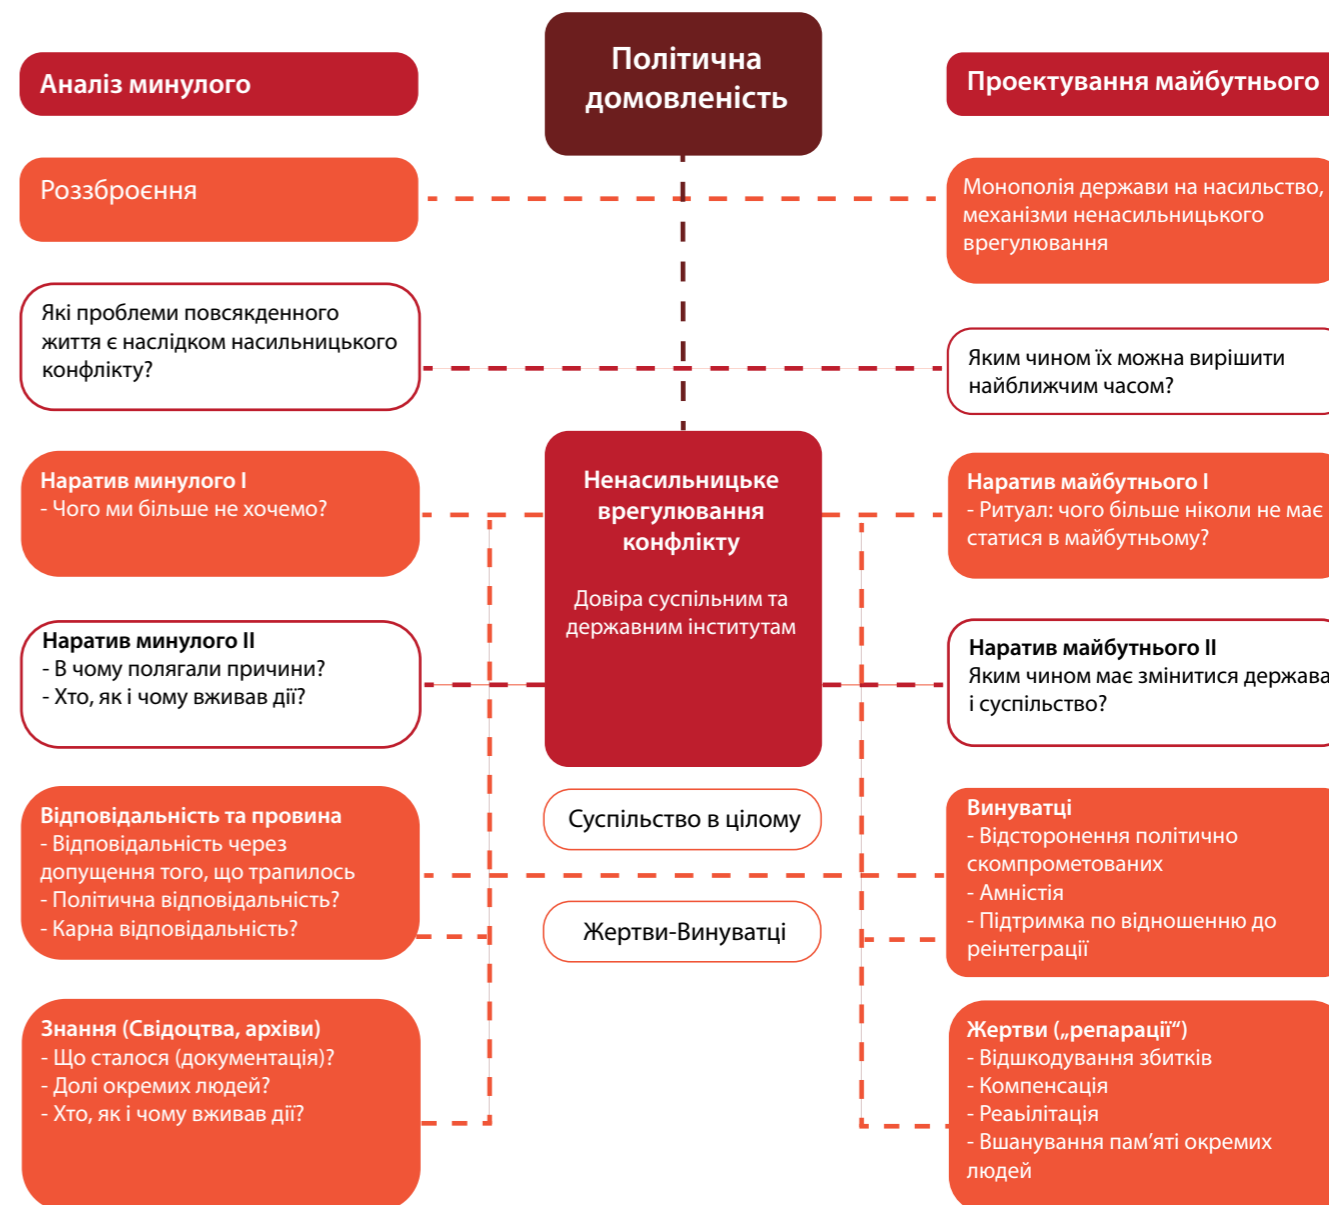 Аналіз минулого
Політична
домовленість
Проектування майбутнього
Роззброєння
Монополія держави на насильство,
механізми ненасильницького
врегулювання
Які проблеми повсякденного
життя є наслідком насильницького
конфлікту?
Яким чином їх можна вирішити
найближчим часом?
Наратив минулого I
- Чого ми більше не хочемо?
Ненасильницьке
врегулювання
конфлікту
Довіра суспільним та
державним інститутам
Наратив майбутнього I
- Ритуал: чого більше ніколи не має
статися в майбутньому?
Наратив минулого II
- В чому полягали причини?
- Хто, як і чому вживав дії?
Наратив майбутнього II
Яким чином має змінитися держава
і суспільство?
Відповідальність та провина
- Відповідальність через
допущення того, що трапилось
- Політична відповідальність?
- Карна відповідальність?
Суспільство в цілому
Жертви-Винуватці
Винуватці
- Відсторонення політично
скомпрометованих
- Амністія
- Підтримка по відношенню до
реінтеграції
Знання (Свідоцтва, архіви)
- Що сталося (документація)?
- Долі окремих людей?
- Хто, як і чому вживав дії?
Жертви („репарації“)
- Відшкодування збитків
- Компенсація
- Реаьілітація
- Вшанування пам’яті окремих
людей